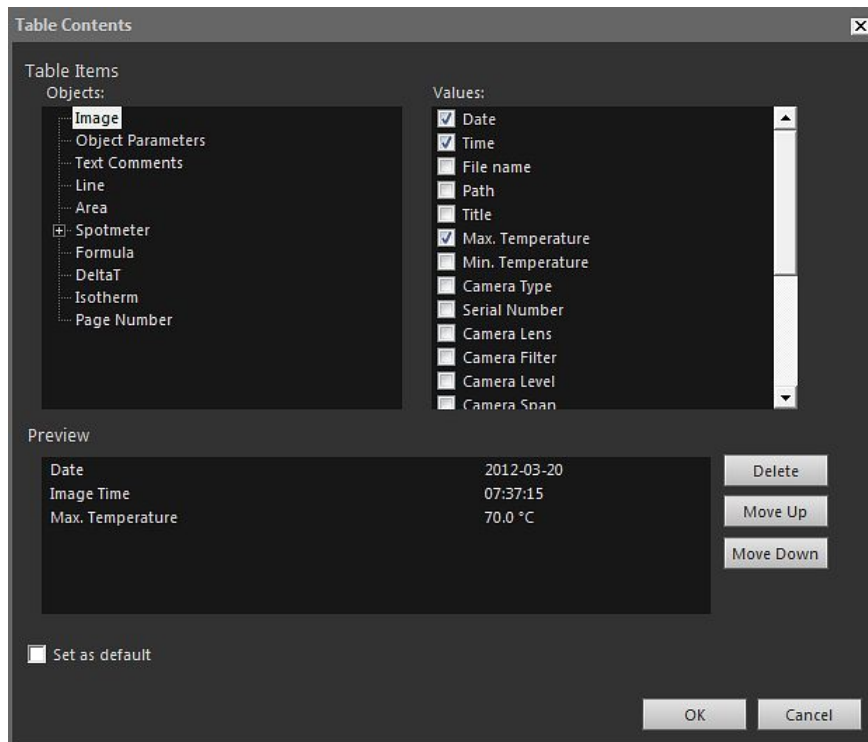 Table Contents
Table Items
Objects:
Image
Object Parameters
Text Comments
Line
Area
Spotmeter
Formula
DeltaT
Isotherm
Page Number
Values:
Date
Time
File name
Path
Title
Max. Temperature
Min. Temperature
Camera Type
Serial Number
Camera Lens
Camera Filter
Camera Level
Camera Span
Preview
Date 2012-03-20
Image Time 07:37:15
Max. Temperature 70.0 °C
Delete
Move Up
Move Down
Set as default
OK
Cancel